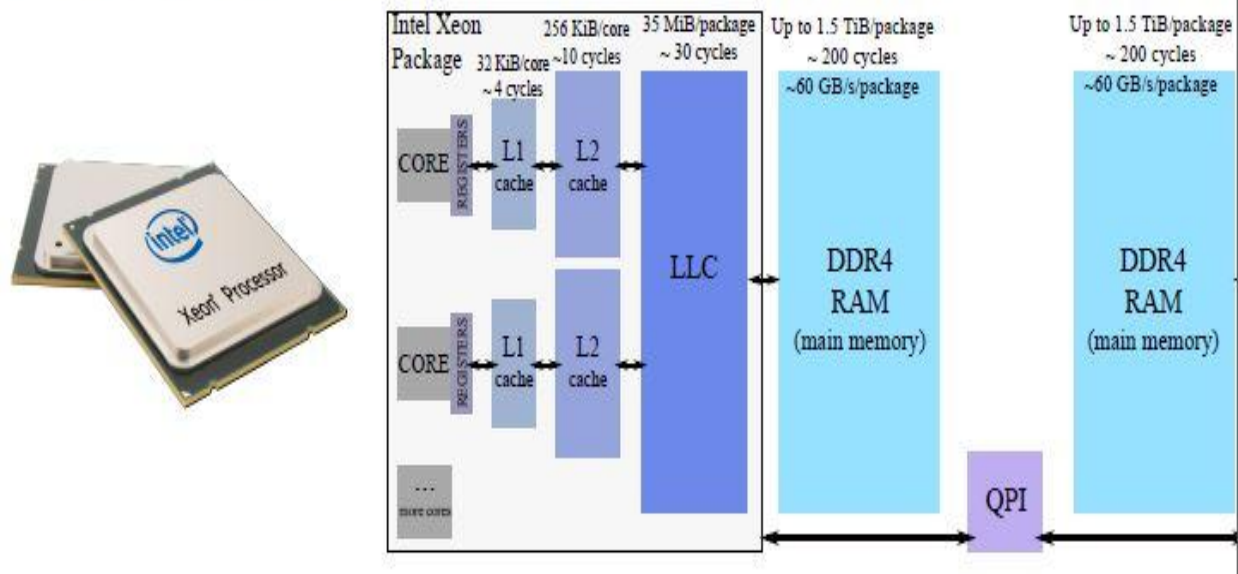 intel
Xeon® Processor
Intel Xeon
Package
32 KiB/core
~ 4 cycles
256 KiB/core
~10 cycles
35 MiB/package
~ 30 cycles
Up to 1.5 TiB/package
~ 200 cycles
~60 GB/s/package
Up to 1.5 TiB/package
~ 200 cycles
~60 GB/s/package
CORE
REGISTERS
L1
cache
L2
cache
LLC
DDR4
RAM
(main memory)
DDR4
RAM
(main memory)
CORE
REGISTERS
L1
cache
L2
cache
...
more cores
QPI